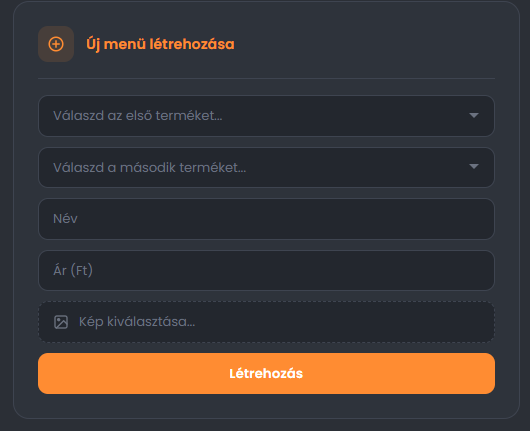 Új menü létrehozása
Válaszd az első terméket...
Válaszd a második terméket...
Név
Ár (Ft)
Kép kiválasztása...
Létrehozás